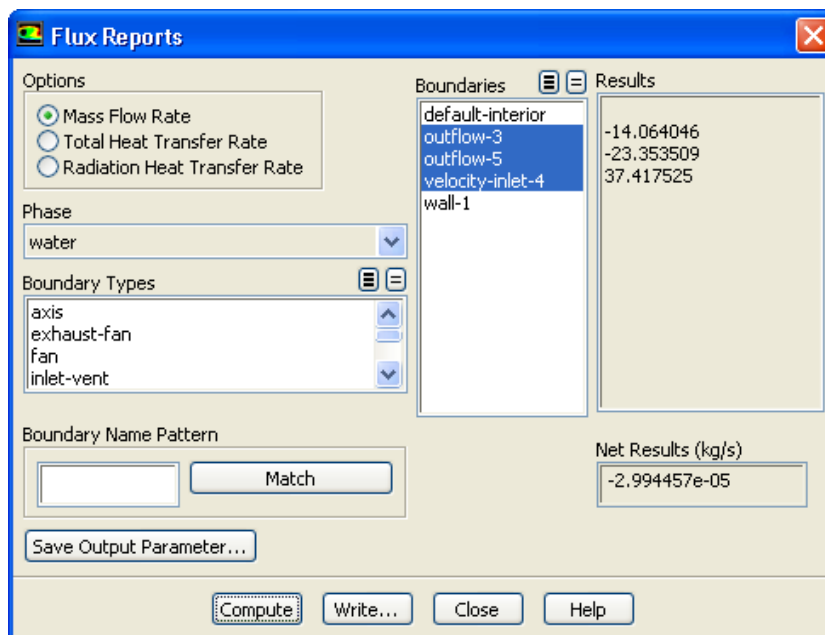 Flux Reports
Options
Mass Flow Rate
Total Heat Transfer Rate
Radiation Heat Transfer Rate
Phase
water
Boundary Types
axis
exhaust-fan
fan
inlet-vent
Boundary Name Pattern
Match
Save Output Parameter...
Boundaries
default-interior
outflow-3
outflow-5
velocity-inlet-4
wall-1
Results
-14.064046
-23.353509
37.417525
Net Results (kg/s)
-2.994457e-05
Compute Write... Close Help